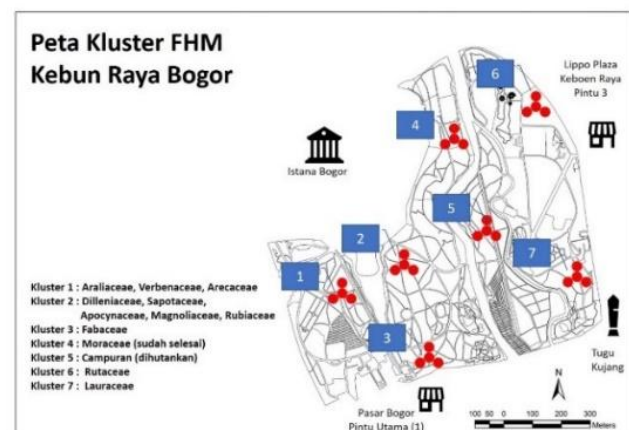 Peta Kluster FHM
Kebun Raya Bogor
6
Lippo Plaza
Keboen Raya
Pintu 3
4
Istana Bogor
5
2
7
1
Kluster 1 : Araliaceae, Verbenaceae, Arecaceae
Kluster 2 : Dilleniaceae, Sapotaceae,
Apocynaceae, Magnoliaceae, Rubiaceae
Kluster 3 : Fabaceae
Kluster 4 : Moraceae (sudah selesai)
Kluster 5 : Campuran (dihutankan)
Kluster 6 : Rutaceae
Kluster 7 : Lauraceae
3
Tugu
Kujang
Pasar Bogor
Pintu Utama (1)
N
100 50 0 100 200 300
Meters